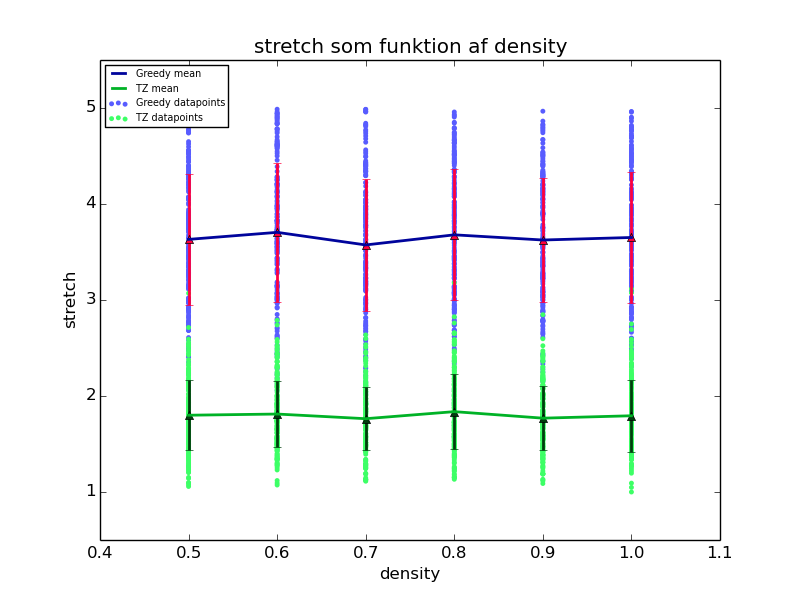 stretch som funktion af density
Greedy mean
TZ mean
Greedy datapoints
TZ datapoints
5
4
3
2
1
stretch
0.4 0.5 0.6 0.7 0.8 0.9 1.0 1.1
density